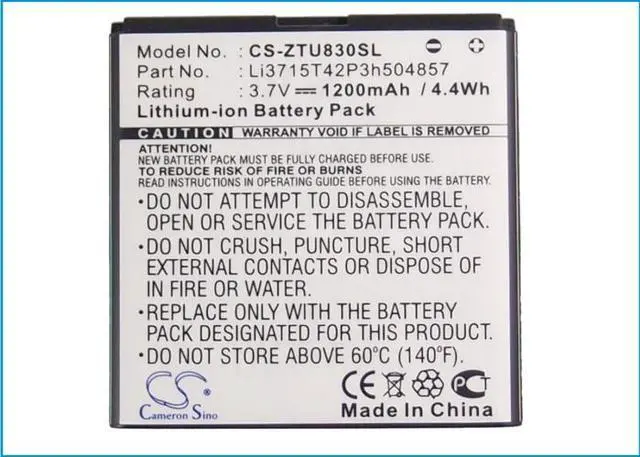 Model No. : CS-ZTU830SL
Part No. : Li3715T42P3h504857
Rating : 3.7V 1200mAh / 4.4Wh
Lithium-ion Battery Pack
CAUTION WARRANTY VOID IF LABEL IS REMOVED
ATTENTION!
NEW BATTERY PACK MUST BE FULLY CHARGED BEFORE USE.
TO REDUCE RISK OF FIRE OR BURNS
READ INSTRUCTIONS IN OPERATING GUIDE BEFORE USING BATTERY.
•DO NOT ATTEMPT TO DISASSEMBLE,
OPEN OR SERVICE THE BATTERY PACK.
•DO NOT CRUSH, PUNCTURE, SHORT
EXTERNAL CONTACTS OR DISPOSE OF
IN FIRE OR WATER.
•REPLACE ONLY WITH THE BATTERY
PACK DESIGNATED FOR THIS PRODUCT.
•DO NOT STORE ABOVE 60°C (140°F)
CS
Cameron Sino
CE PCT
Made In China